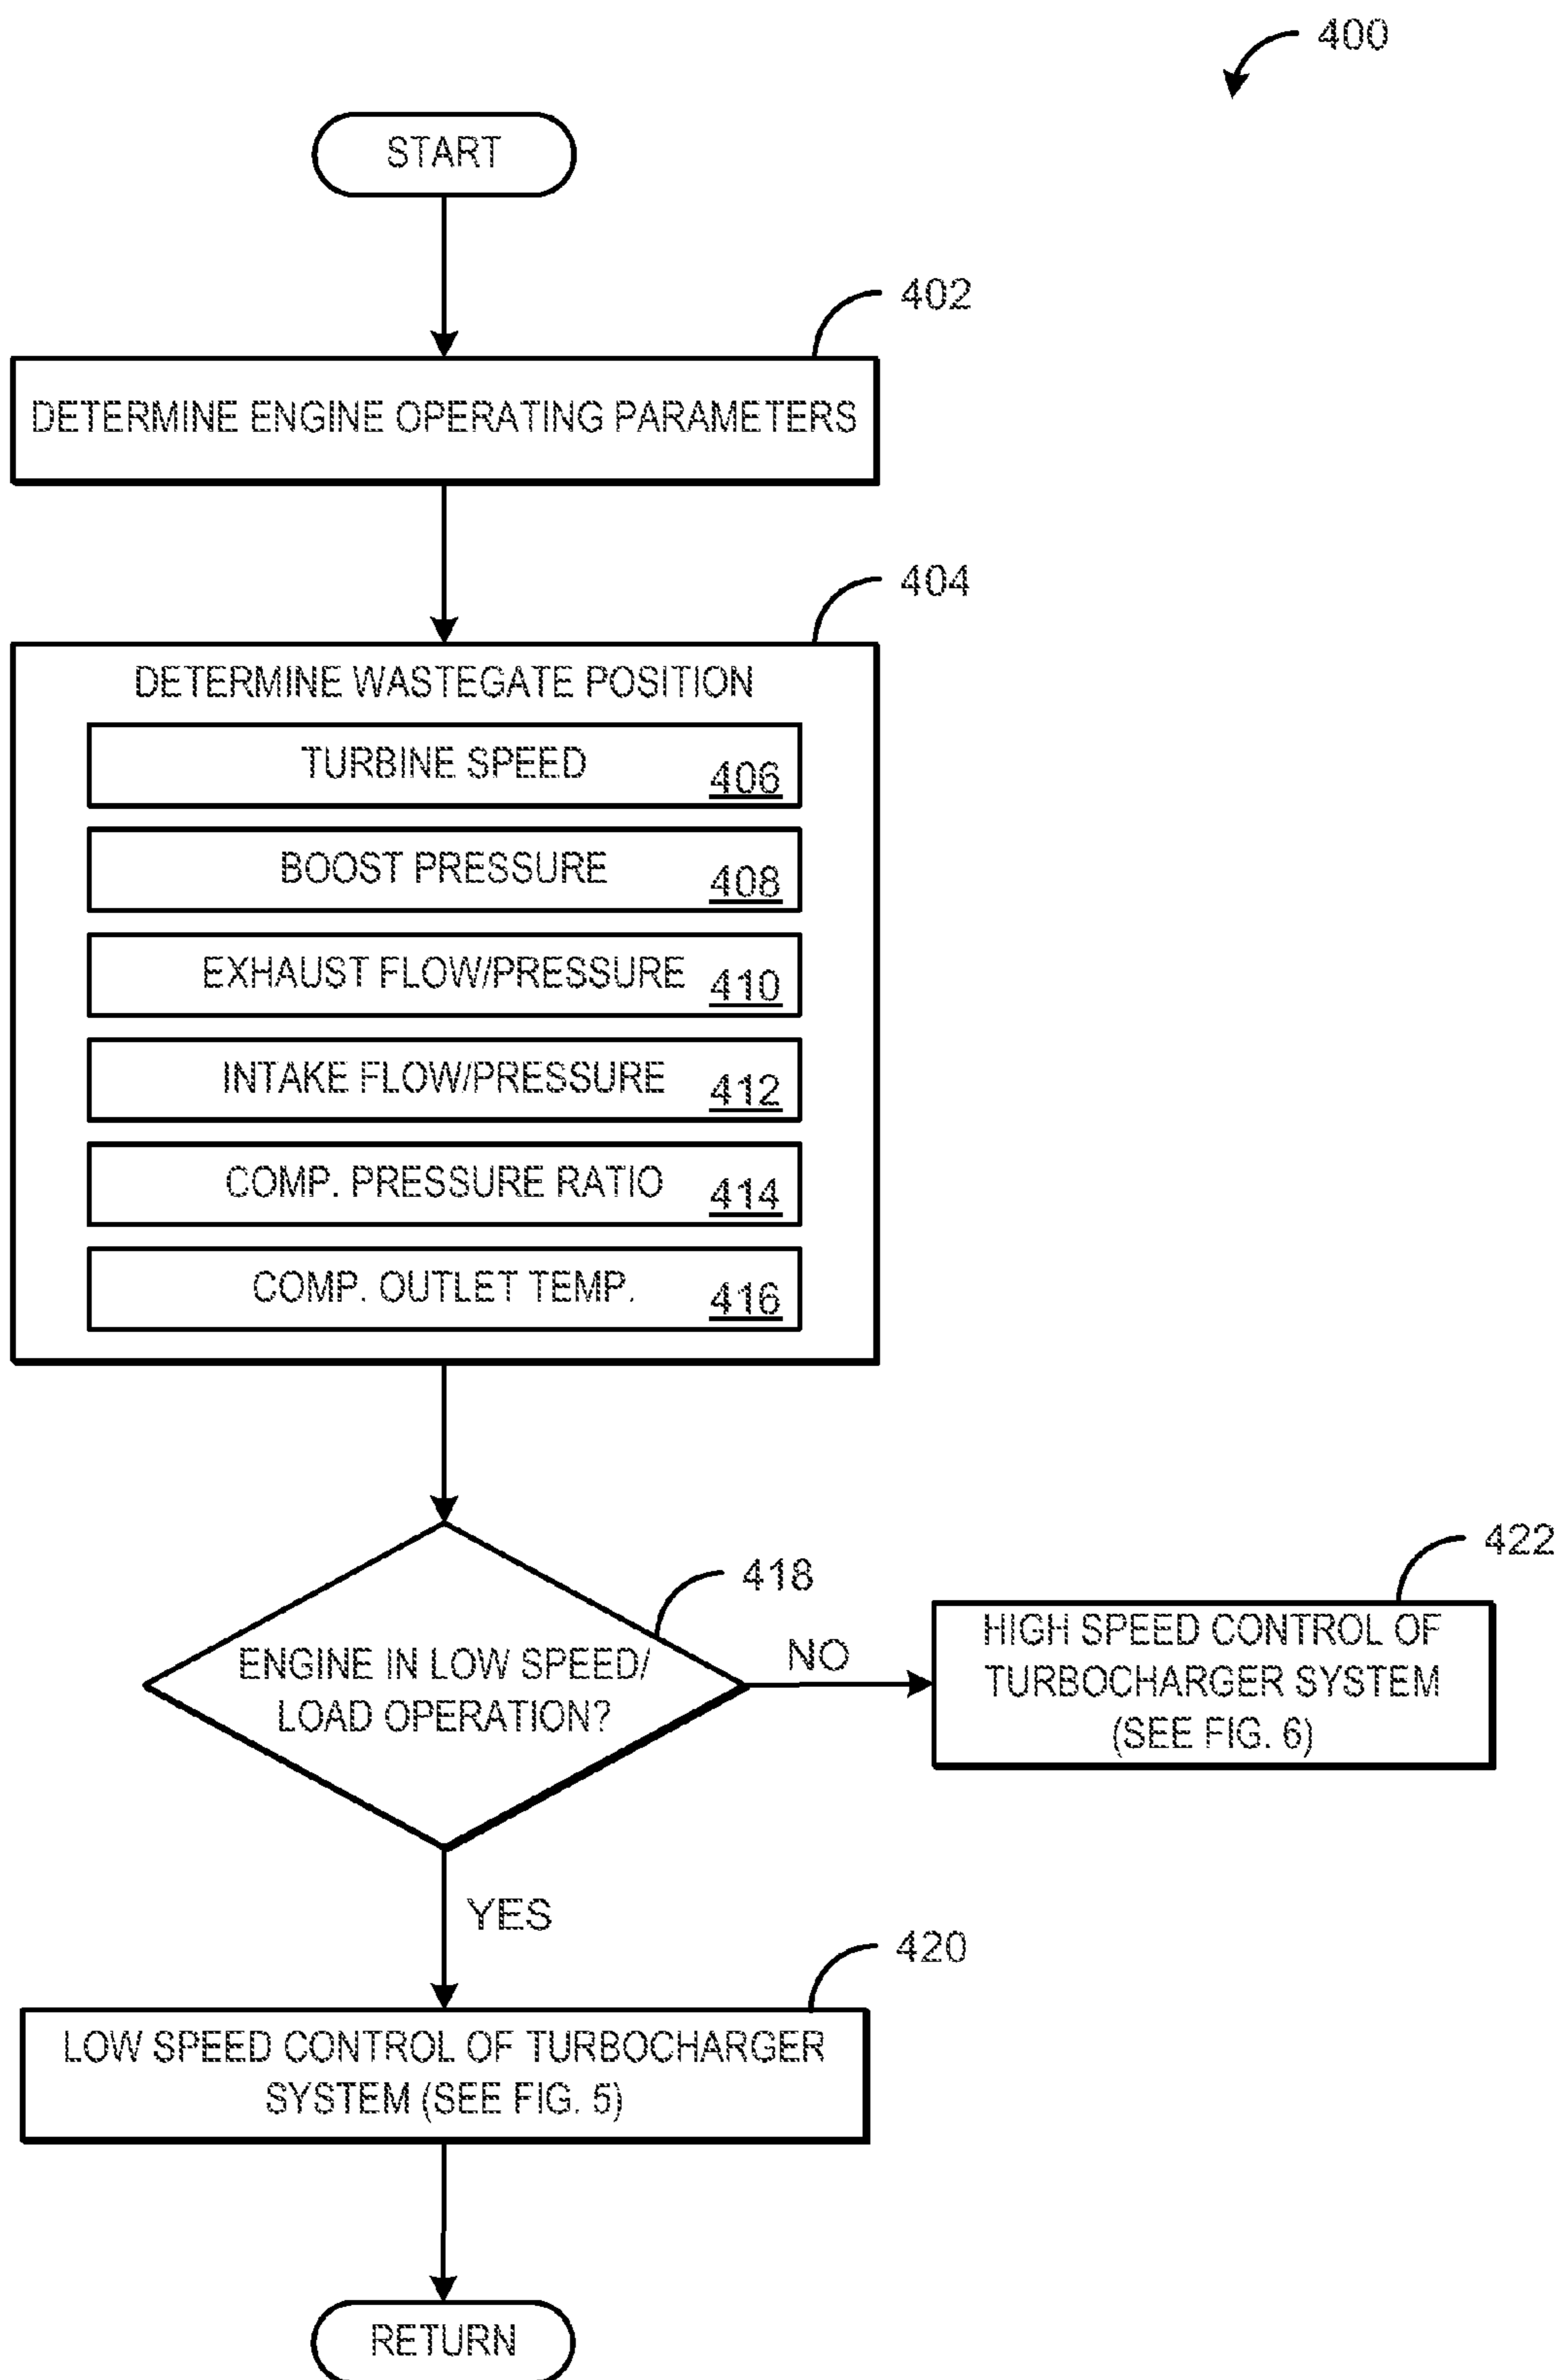 400
START
402
DETERMINE ENGINE OPERATING PARAMETERS
404
DETERMINE WASTEGATE POSITION
TURBINE SPEED 406
BOOST PRESSURE 408
EXHAUST FLOW/PRESSURE 410
INTAKE FLOW/PRESSURE 412
COMP. PRESSURE RATIO 414
COMP. OUTLET TEMP. 416
418
ENGINE IN LOW SPEED/
LOAD OPERATION?
NO
422
HIGH SPEED CONTROL OF
TURBOCHARGER SYSTEM
(SEE FIG. 6)
YES
420
LOW SPEED CONTROL OF TURBOCHARGER
SYSTEM (SEE FIG. 5)
RETURN